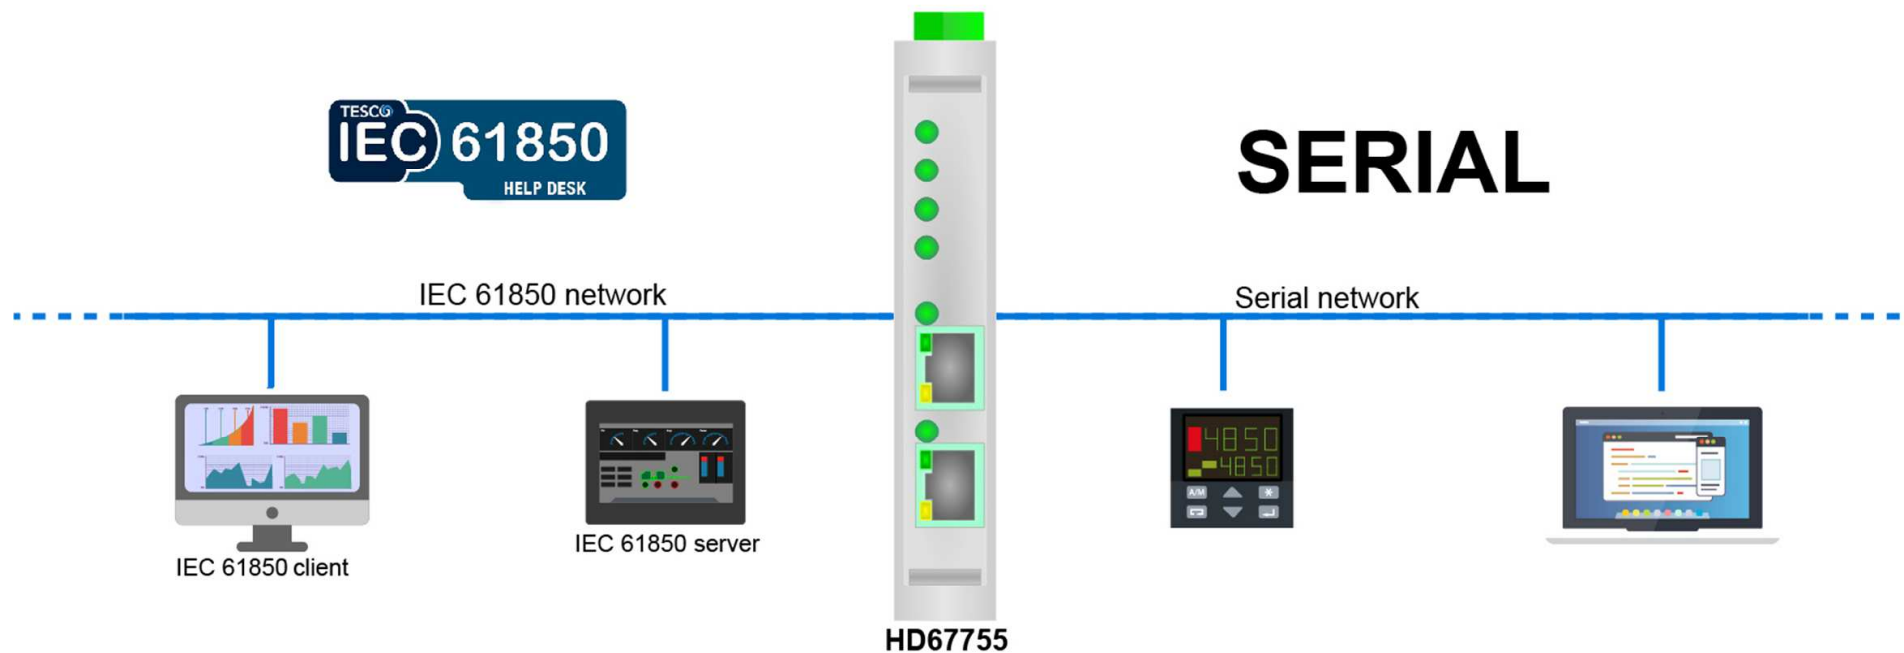 TESCO
IEC 61850
HELP DESK
SERIAL
IEC 61850 network
Serial network
4850
4850
A/M
IEC 61850 client
IEC 61850 server
HD67755